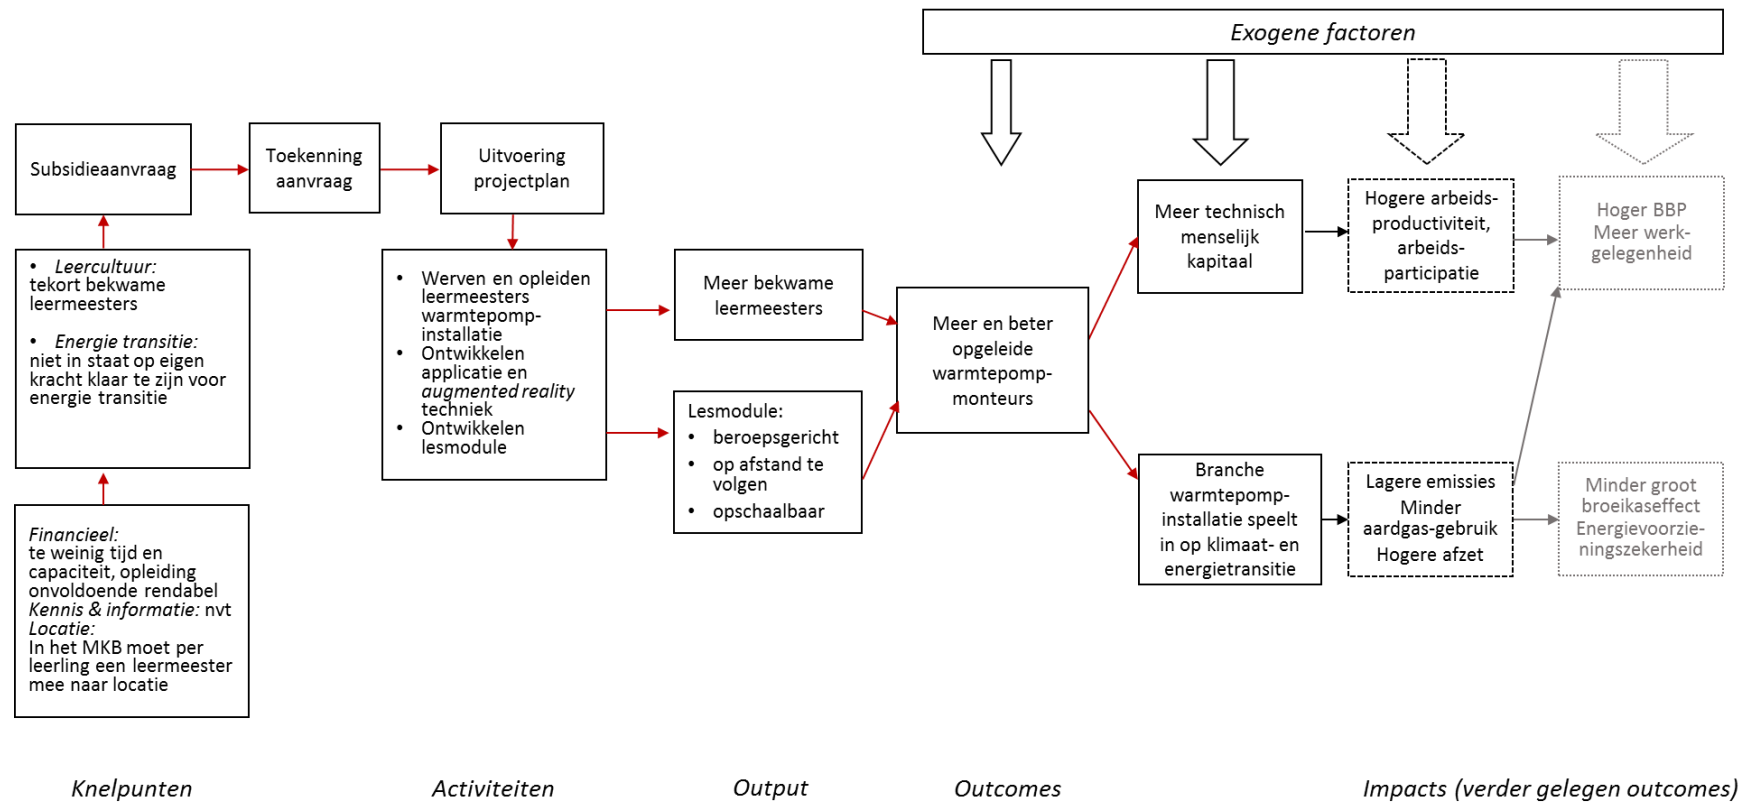 Exogene factoren
Subsidieaanvraag
Toekenning
aanvraag
Uitvoering
projectplan
• Leercultuur:
tekort bekwame
leermeesters
• Energie transitie:
niet in staat op eigen
kracht klaar te zijn voor
energie transitie
Financieel:
te weinig tijd en
capaciteit, opleiding
onvoldoende rendabel
Kennis & informatie: nvt
Locatie:
In het MKB moet per
leerling een leermeester
mee naar locatie
• Werven en opleiden
leermeesters
warmtepomp-
installatie
• Ontwikkelen
applicatie en
augmented reality
techniek
• Ontwikkelen
lesmodule
Meer bekwame
leermeesters
Lesmodule:
• beroepsgericht
• op afstand te
volgen
• opschaalbaar
Meer en beter
opgeleide
warmtepomp-
monteurs
Meer technisch
menselijk
kapitaal
Branche
warmtepomp-
installatie speelt
in op klimaat- en
energietransitie
Hogere arbeids-
productiviteit,
arbeids-
participatie
Lagere emissies
Minder
aardgas-gebruik
Hogere afzet
Hoger BBP
Meer werk-
gelegenheid
Minder groot
broeikaseffect
Energievoorzie-
ningszekerheid
Knelpunten
Activiteiten
Output
Outcomes
Impacts (verder gelegen outcomes)